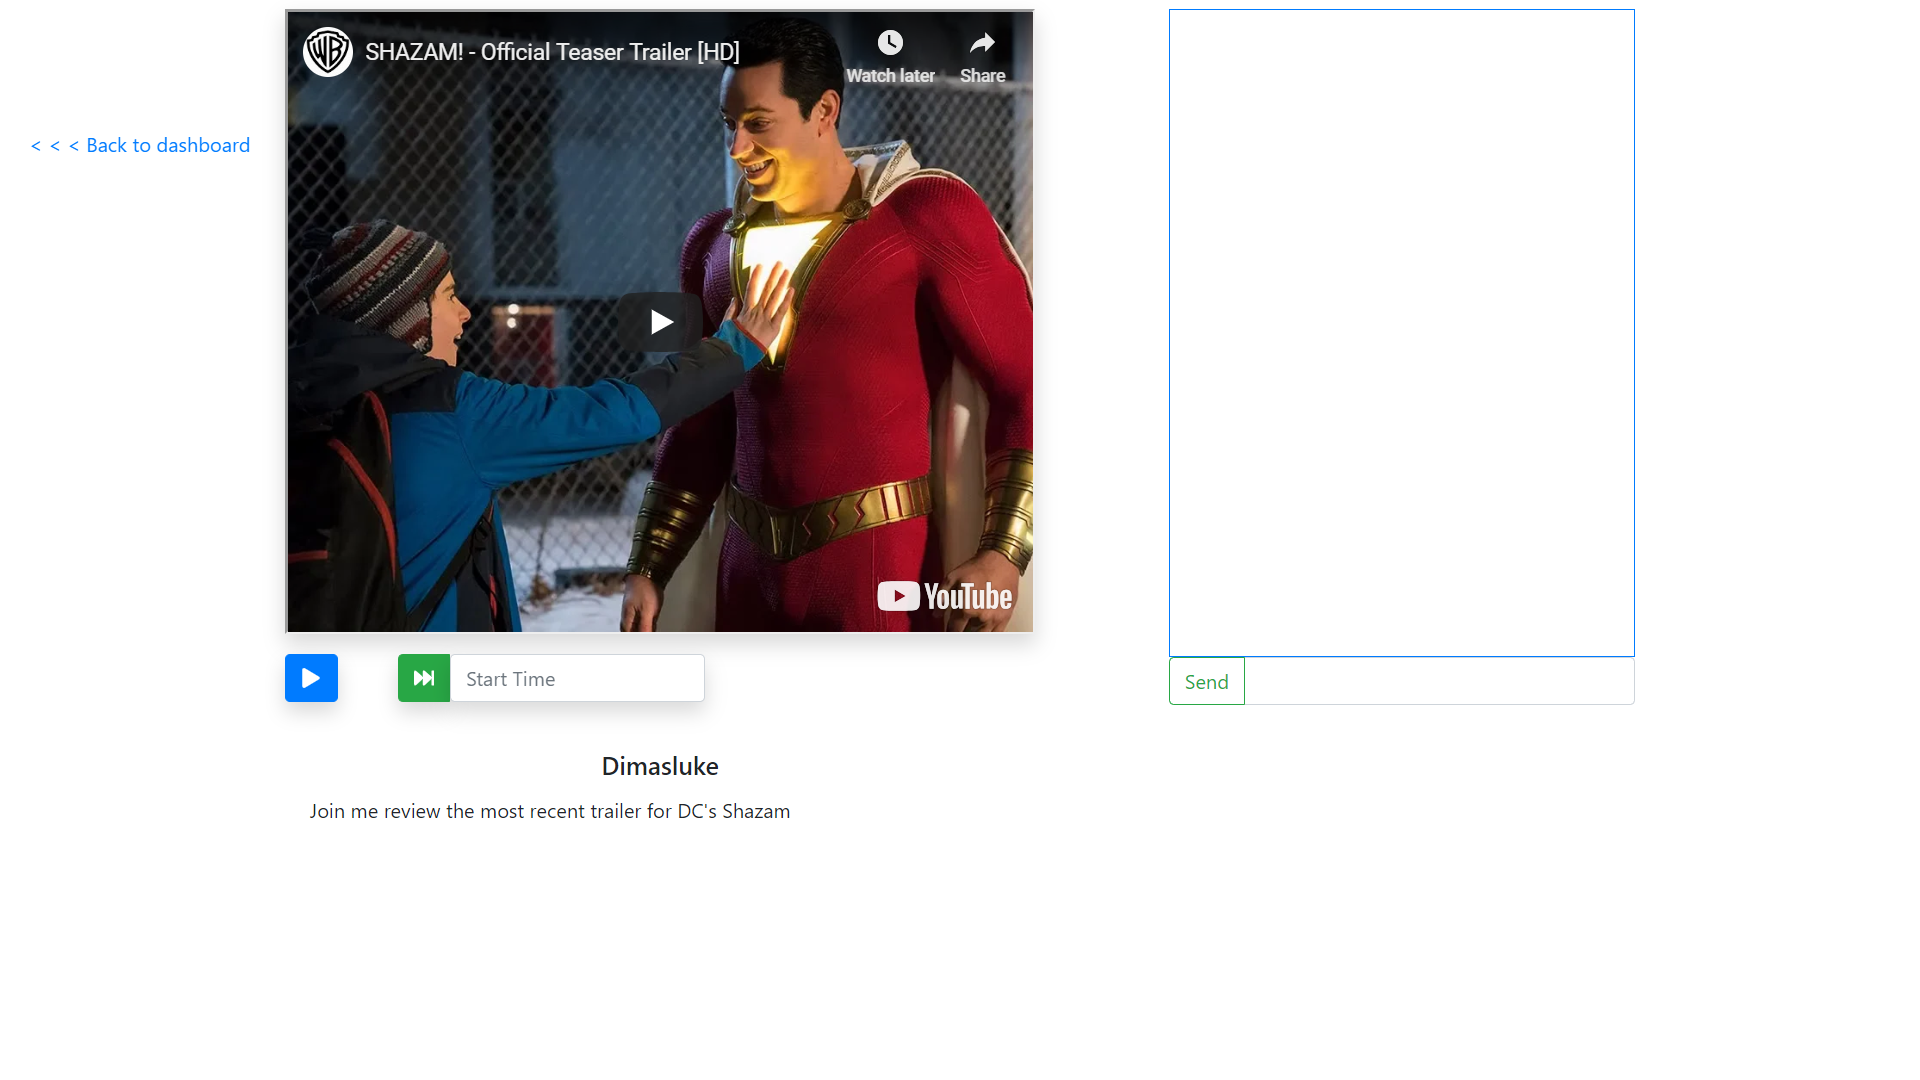 SHAZAM! - Official Teaser Trailer [HD]
Watch later
Share
< < < Back to dashboard
YouTube
Start Time
Send
Dimasluke
Join me review the most recent trailer for DC's Shazam